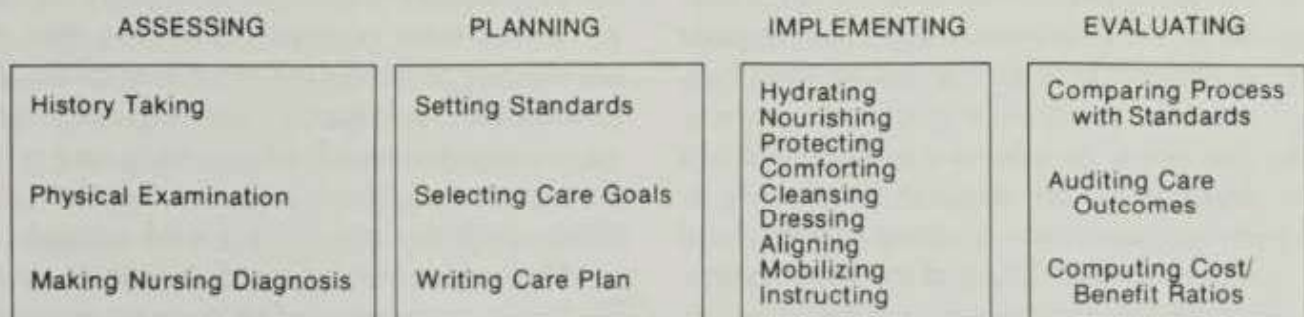 ASSESSING
History Taking
Physical Examination
Making Nursing Diagnosis
PLANNING
Setting Standards
Selecting Care Goals
Writing Care Plan
IMPLEMENTING
Hydrating
Nourishing
Protecting
Comforting
Cleansing
Dressing
Aligning
Mobilizing
Instructing
EVALUATING
Comparing Process
with Standards
Auditing Care
Outcomes
Computing Cost/
Benefit Ratios